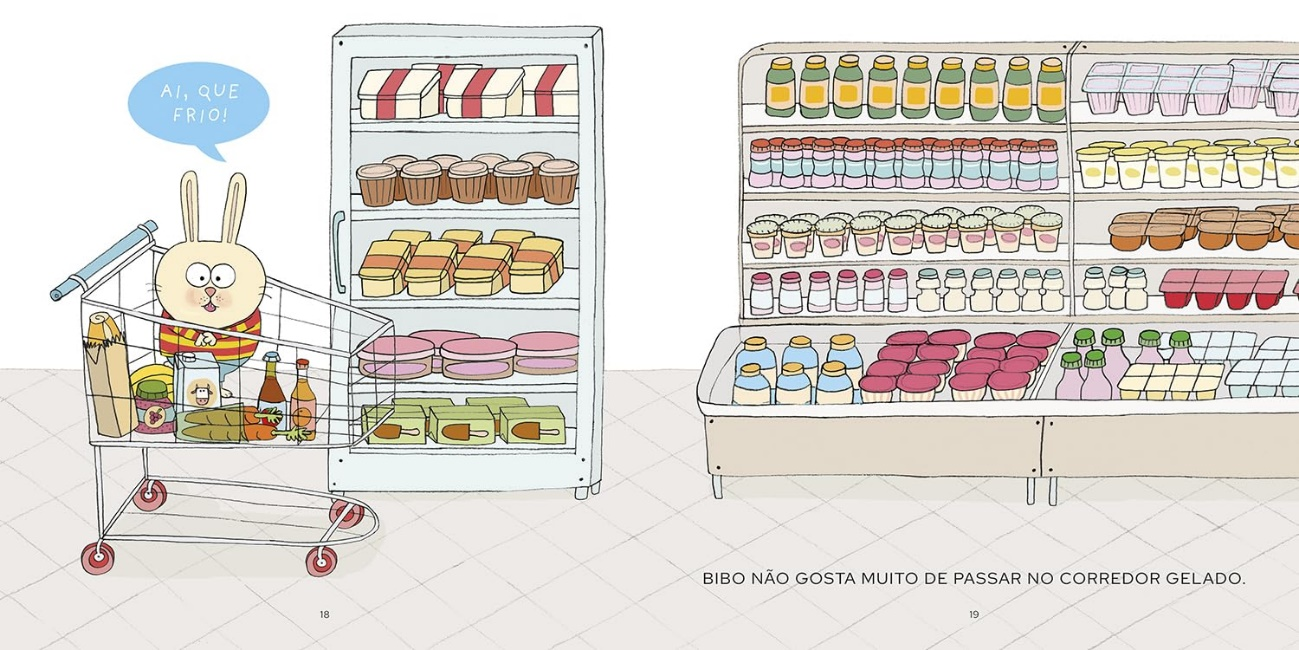 AI, QUE
FRIO!
18
BIBO NÃO GOSTA MUITO DE PASSAR NO CORREDOR GELADO.
19